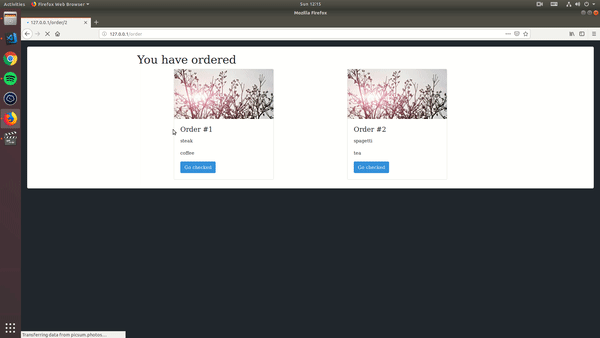 Activities Firefox Web Browser Sun 12:15
Mozilla Firefox
127.0.0.1/order/2
127.0.0.1/order
You have ordered
Order #1
steak
coffee
Go checked
Order #2
spagetti
tea
Go checked
Transferring data from picsum.photos...